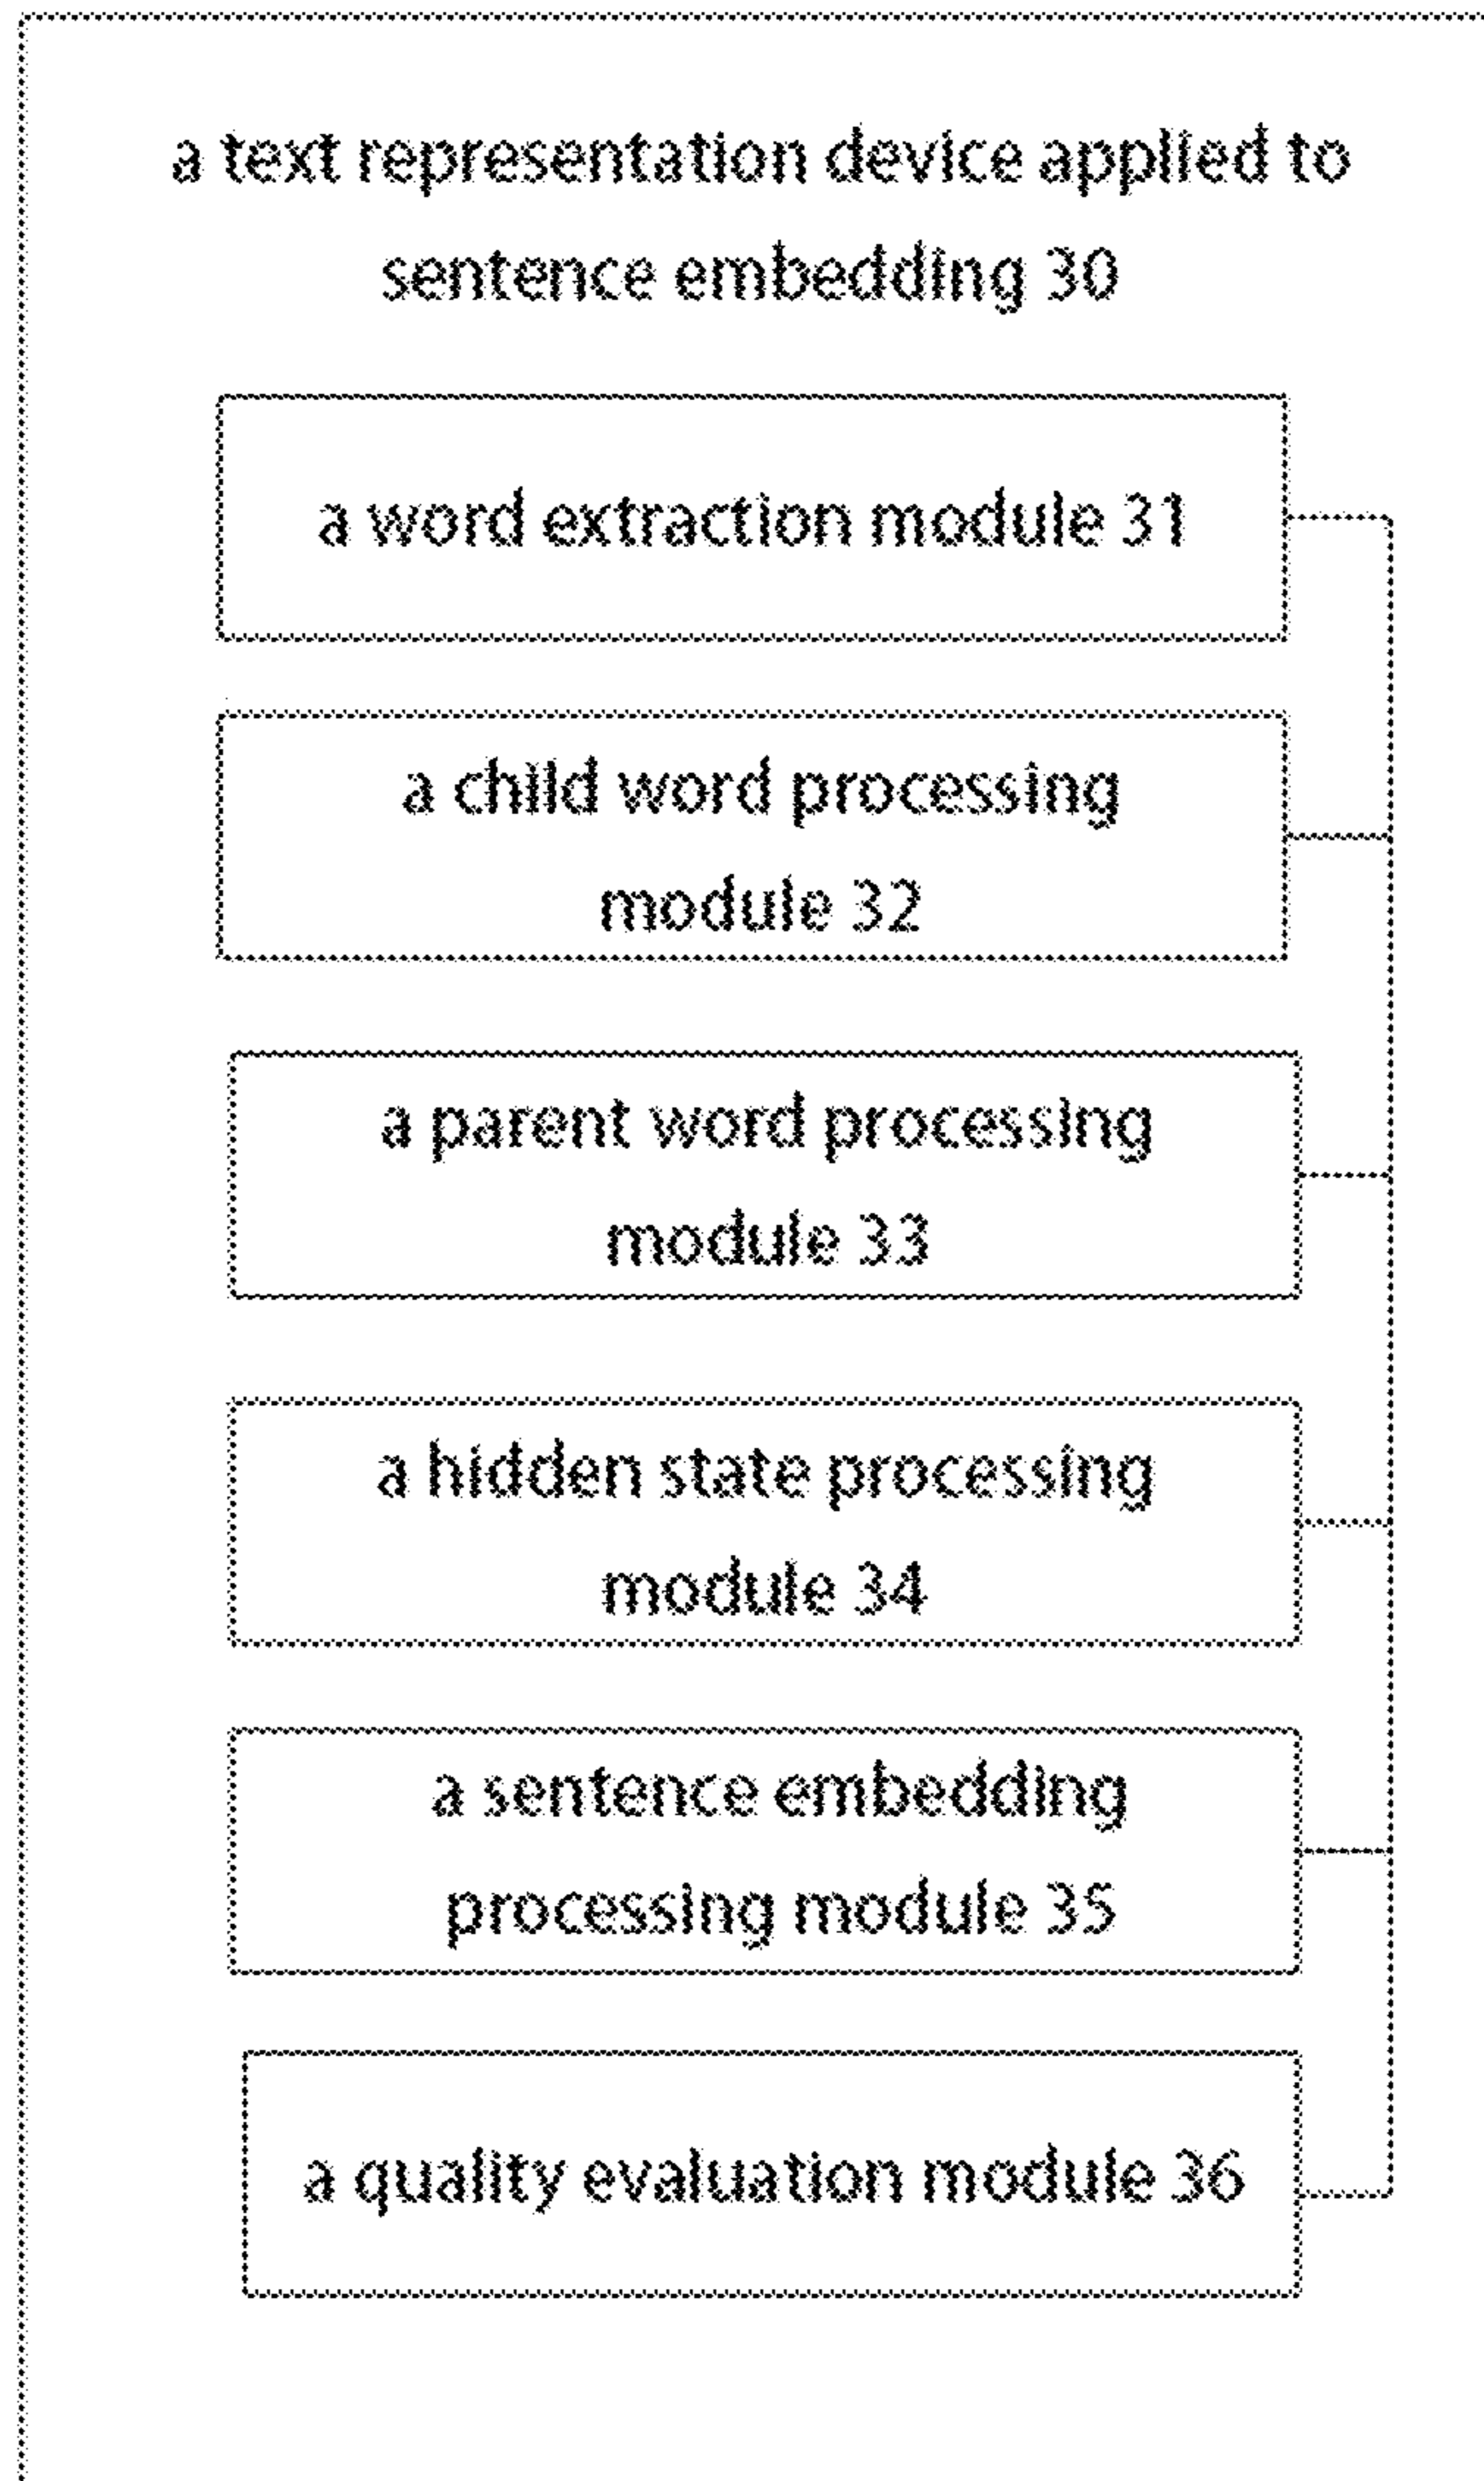 a text representation device applied to
sentence embedding 30
a word extraction module 31
a child word processing
module 32
a parent word processing
module 33
a hidden state processing
module 34
a sentence embedding
processing module 35
a quality evaluation module 36